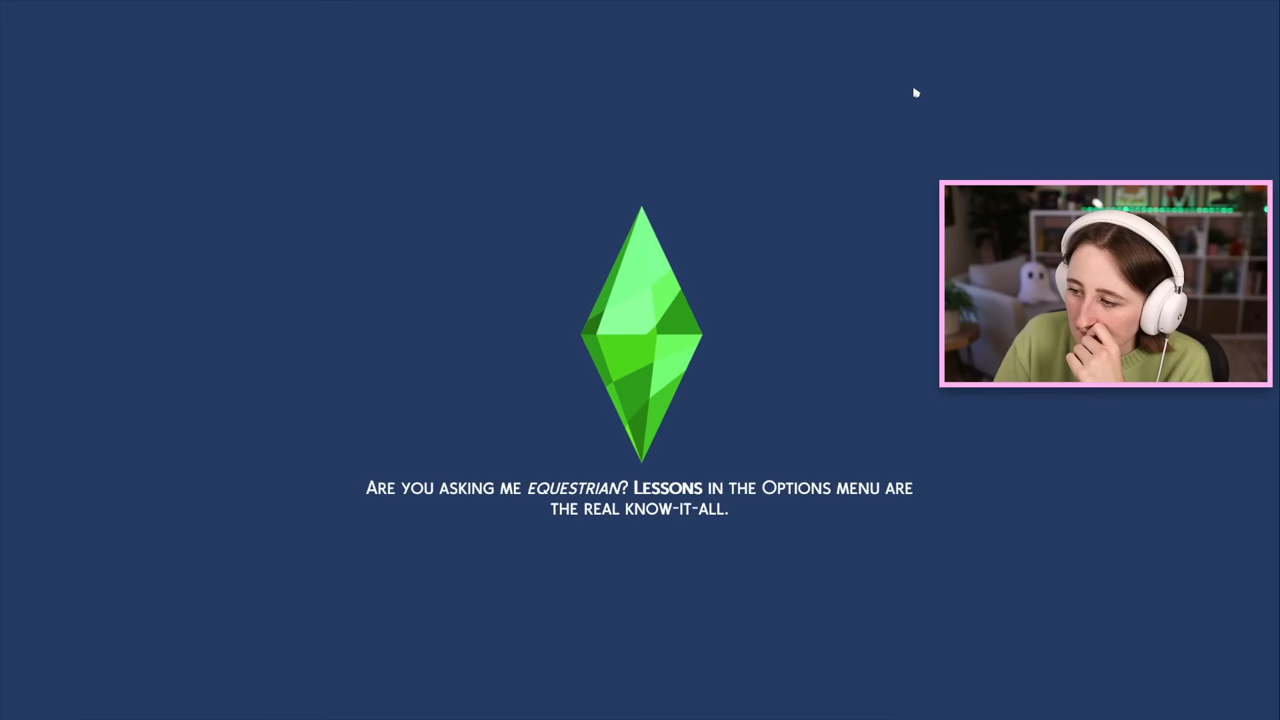 Are you asking me equestrian? Lessons in the Options menu are
the real know-it-all.